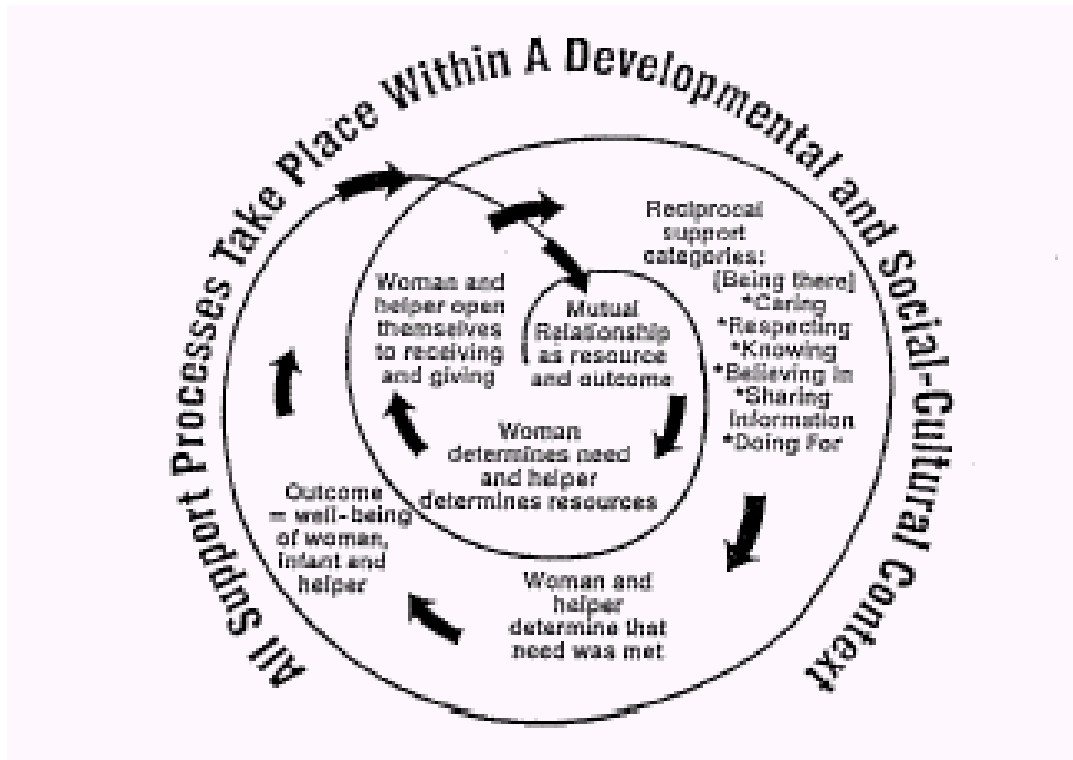 All Support Processes Take Place Within A Developmental and Social-Cultural Context
Mutual
Relationship
as resource
and outcome
Woman
determines need
and helper
determines resources
Woman and
helper open
themselves
to receiving
and giving
Reciprocal
support
categories:
[Being there]
*Caring
*Respecting
*Knowing
*Believing in
*Sharing
Information
*Doing For
Woman and
helper
determine that
need was met
Outcome
= well-being
of woman,
infant and
helper